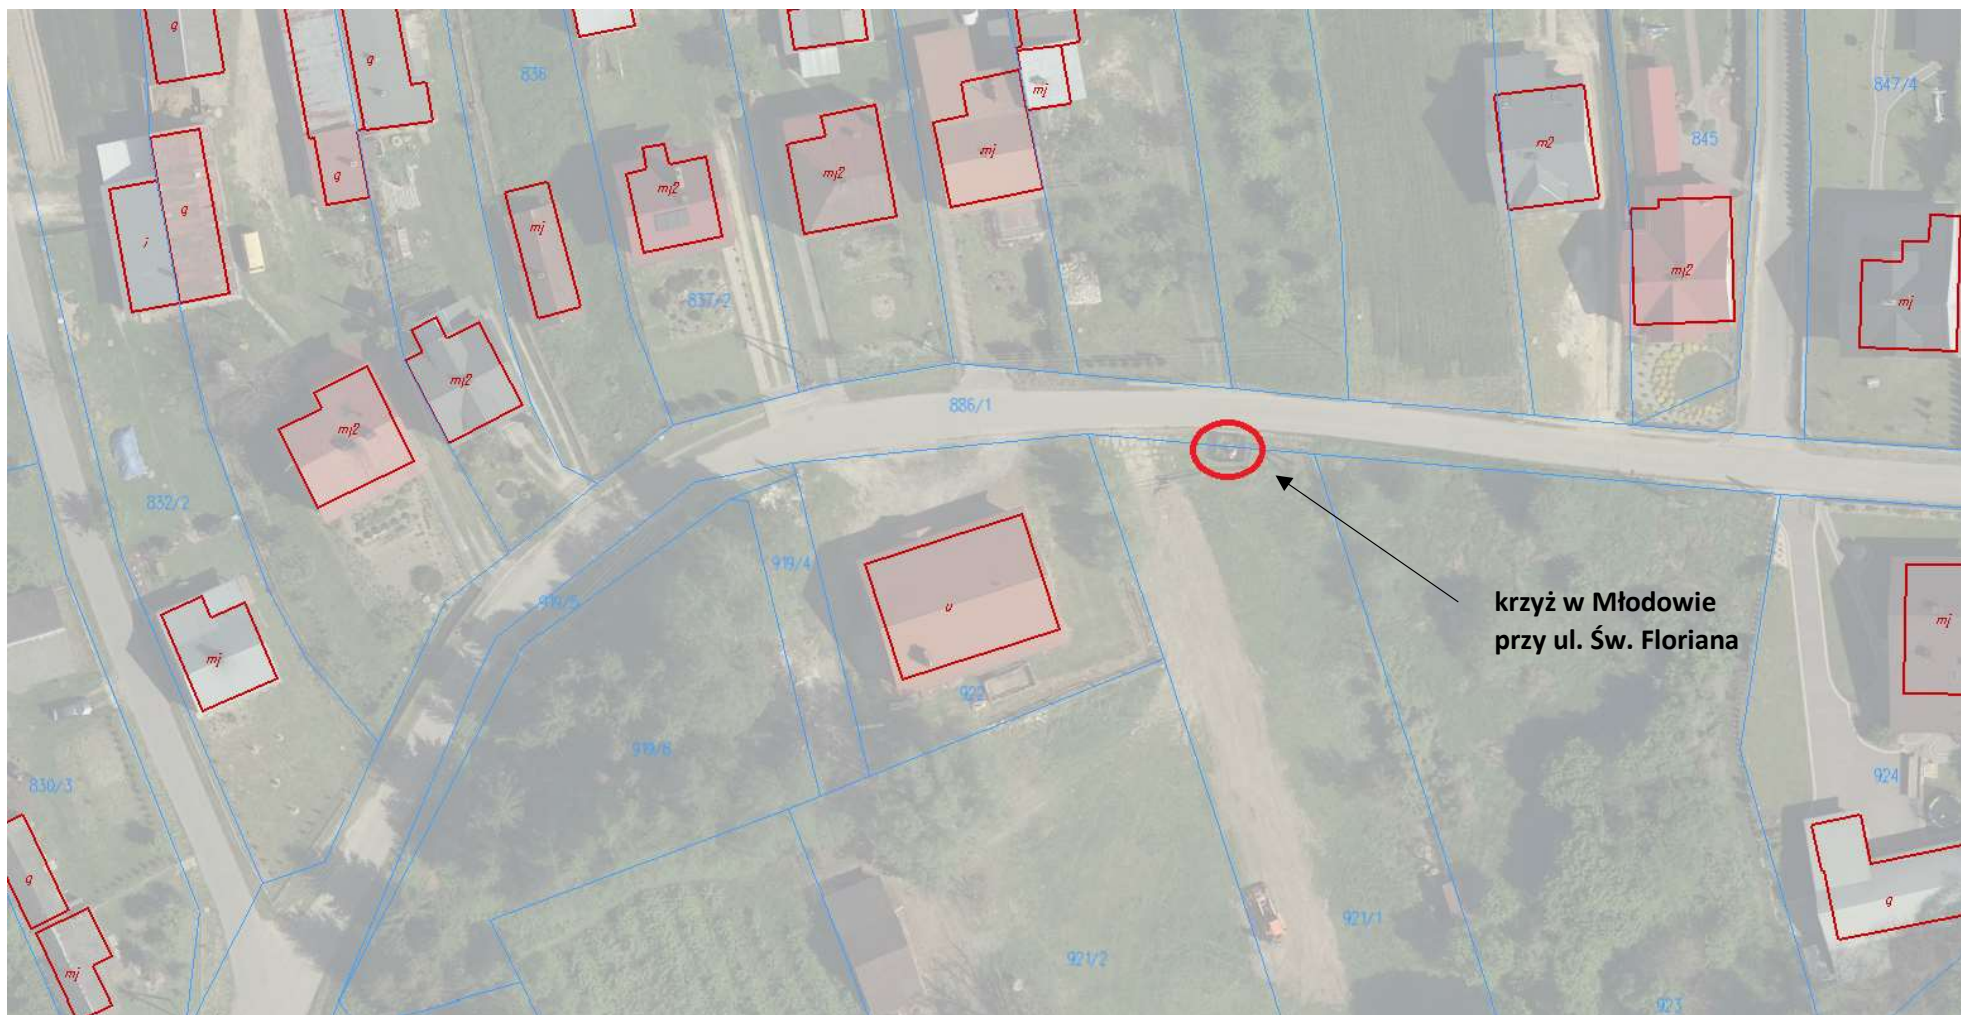 g
g
836
mj
847/4
m2
845
mj2
mj2
mj
g
g
mj
i
mj2
837/2
mj
mj2
886/1
mj2
832/2
919/4
krzyż w Młodowie
przy ul. Św. Floriana
919/5
u
mj
mj
922
919/6
830/3
924
g
g
921/1
921/2
mj
923